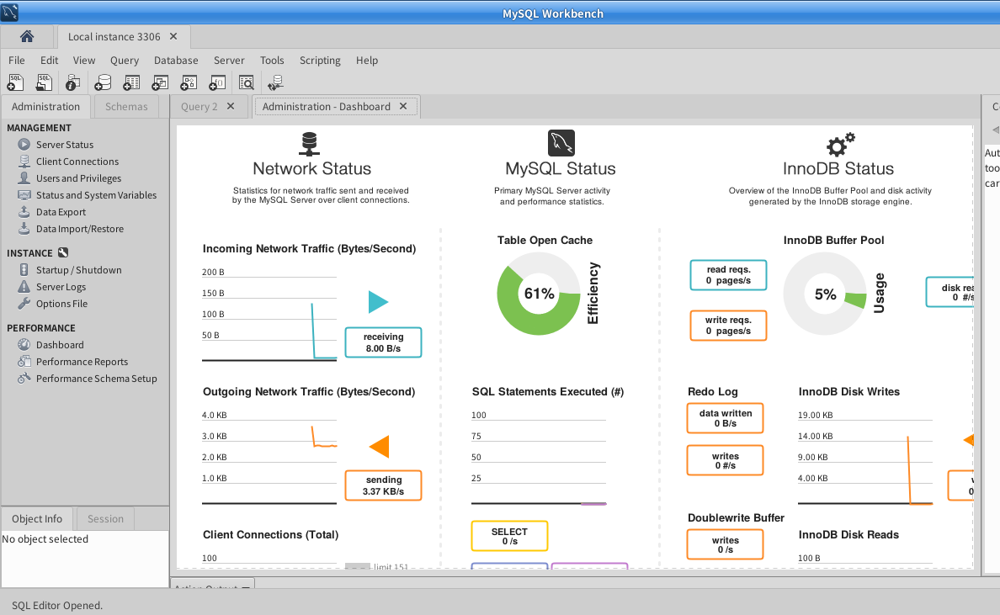 MySQL Workbench
Local instance 3306
File Edit View Query Database Server Tools Scripting Help
Administration
Schemas
MANAGEMENT
Server Status
Client Connections
Users and Privileges
Status and System Variables
Data Export
Data Import/Restore
INSTANCE
Startup / Shutdown
Server Logs
Options File
PERFORMANCE
Dashboard
Performance Reports
Performance Schema Setup
Object Info
Session
No object selected
Query 2
Administration - Dashboard
Network Status
Statistics for network traffic sent and received
by the MySQL Server over client connections.
Incoming Network Traffic (Bytes/Second)
200 B
150 B
100 B
50 B
receiving
8.00 B/s
Outgoing Network Traffic (Bytes/Second)
4.0 KB
3.0 KB
2.0 KB
1.0 KB
sending
3.37 KB/s
Client Connections (Total)
100
limit 151
MySQL Status
Primary MySQL Server activity
and performance statistics.
Table Open Cache
61%
Efficiency
SQL Statements Executed (#)
100
75
50
25
SELECT
0 /s
InnoDB Status
Overview of the InnoDB Buffer Pool and disk activity
generated by the InnoDB storage engine.
InnoDB Buffer Pool
read reqs.
0 pages/s
write reqs.
0 pages/s
5%
Usage
disk rea
0 #/s
Redo Log
data written
0 B/s
writes
0 #/s
Doublewrite Buffer
writes
0 /s
InnoDB Disk Writes
19.00 KB
14.00 KB
9.00 KB
4.00 KB
0
InnoDB Disk Reads
100 B
Aut
too
car
Action Output
SQL Editor Opened.